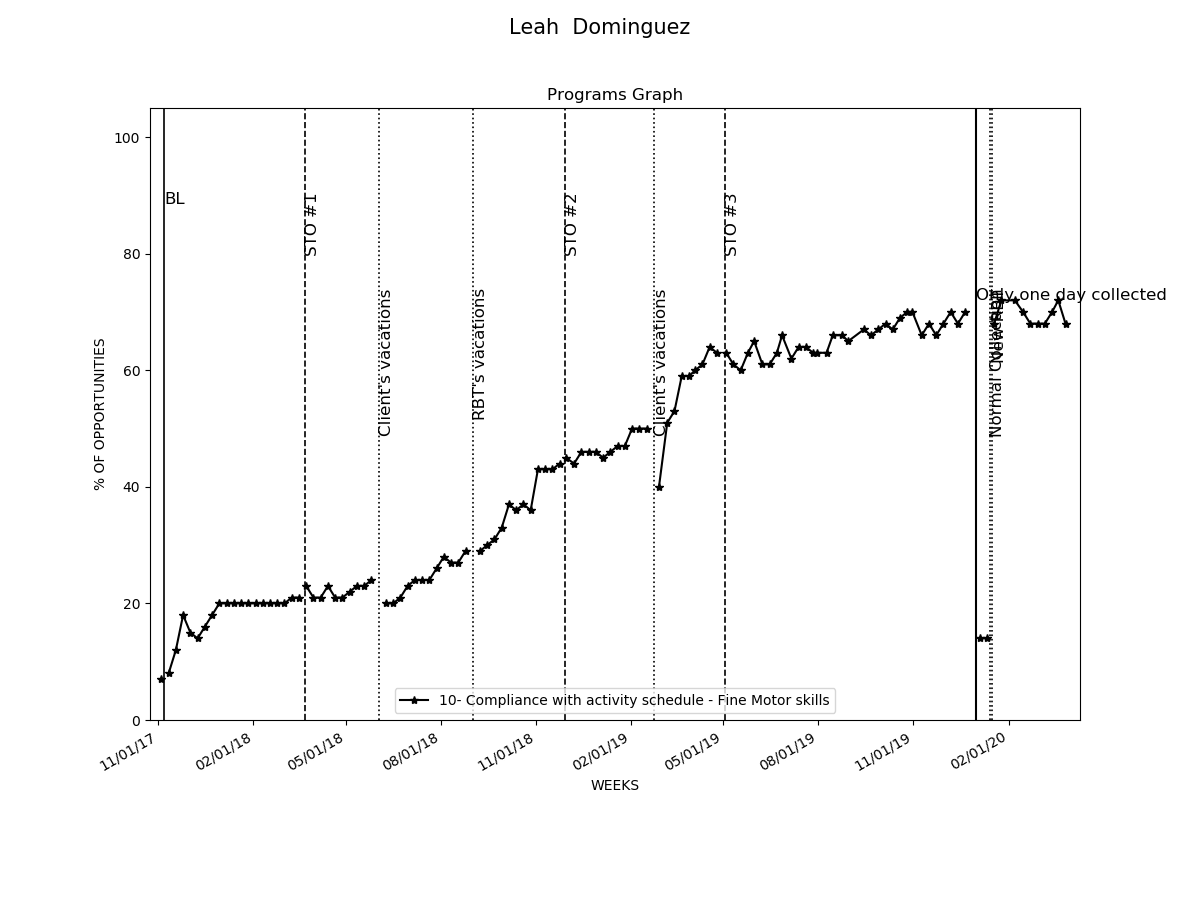 Leah  Dominguez
Programs Graph
100
80
60
40
20
0
% OF OPPORTUNITIES
BL
STO #1
Client's vacations
RBT's vacations
STO #2
Client's vacations
STO #3
Only one day collected
Normal
10- Compliance with activity schedule - Fine Motor skills
11/01/17
02/01/18
05/01/18
08/01/18
11/01/18
02/01/19
05/01/19
08/01/19
11/01/19
02/01/20
WEEKS